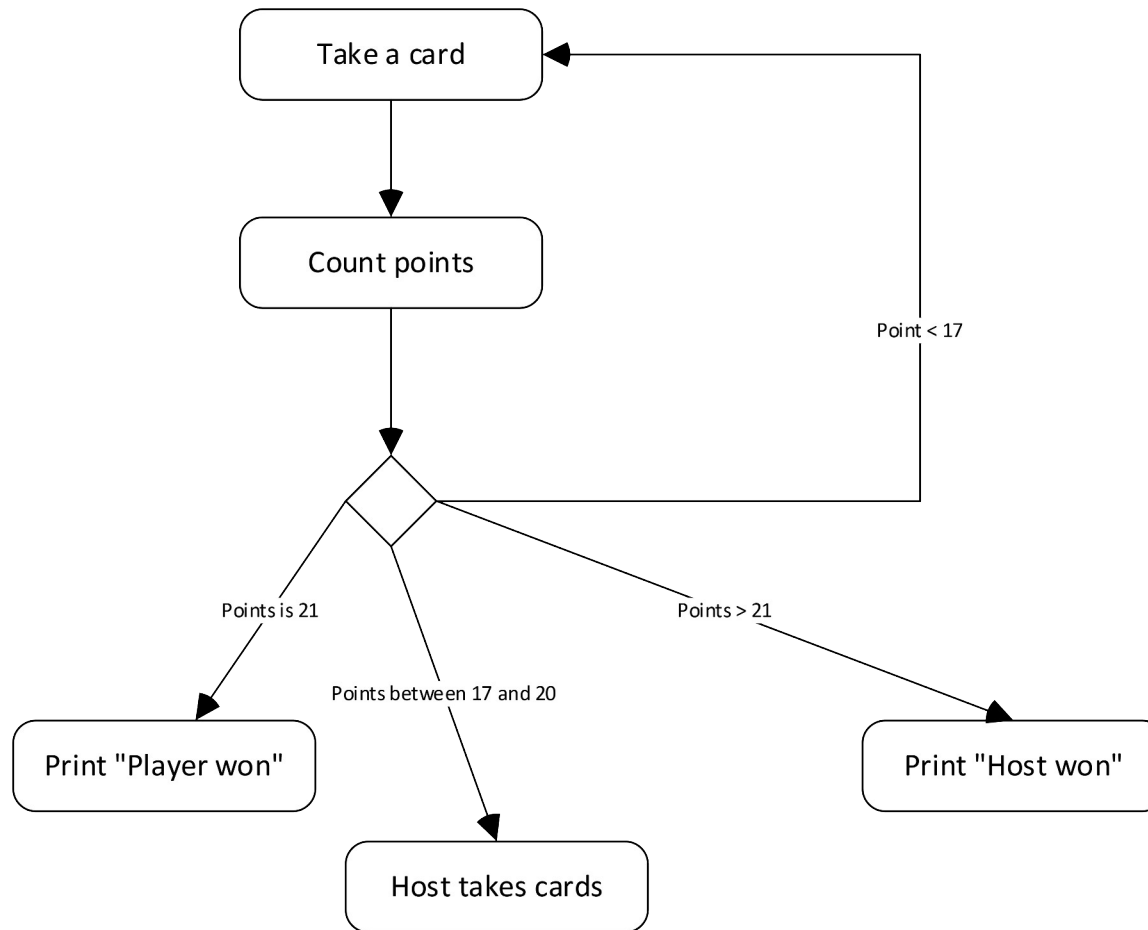 Take a card
Count points
Point < 17
Points is 21
Points > 21
Points between 17 and 20
Print "Player won"
Print "Host won"
Host takes cards